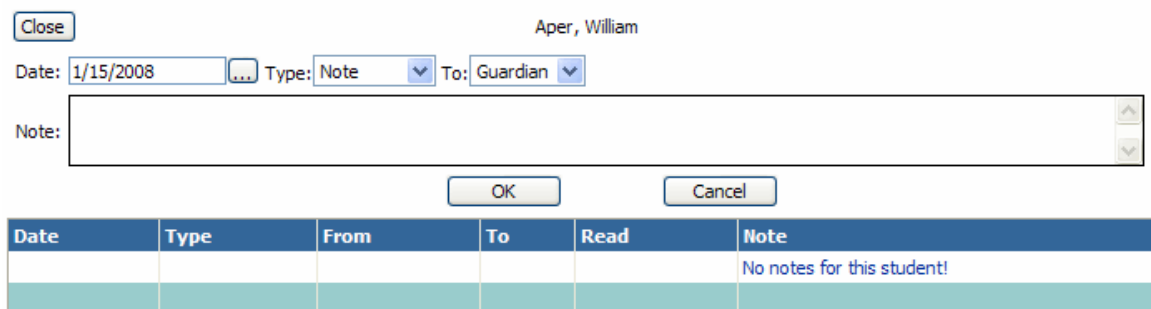 Close Aper, William
Date: 1/15/2008 ... Type: Note To: Guardian
Note:
OK Cancel
Date Type From To Read Note
No notes for this student!